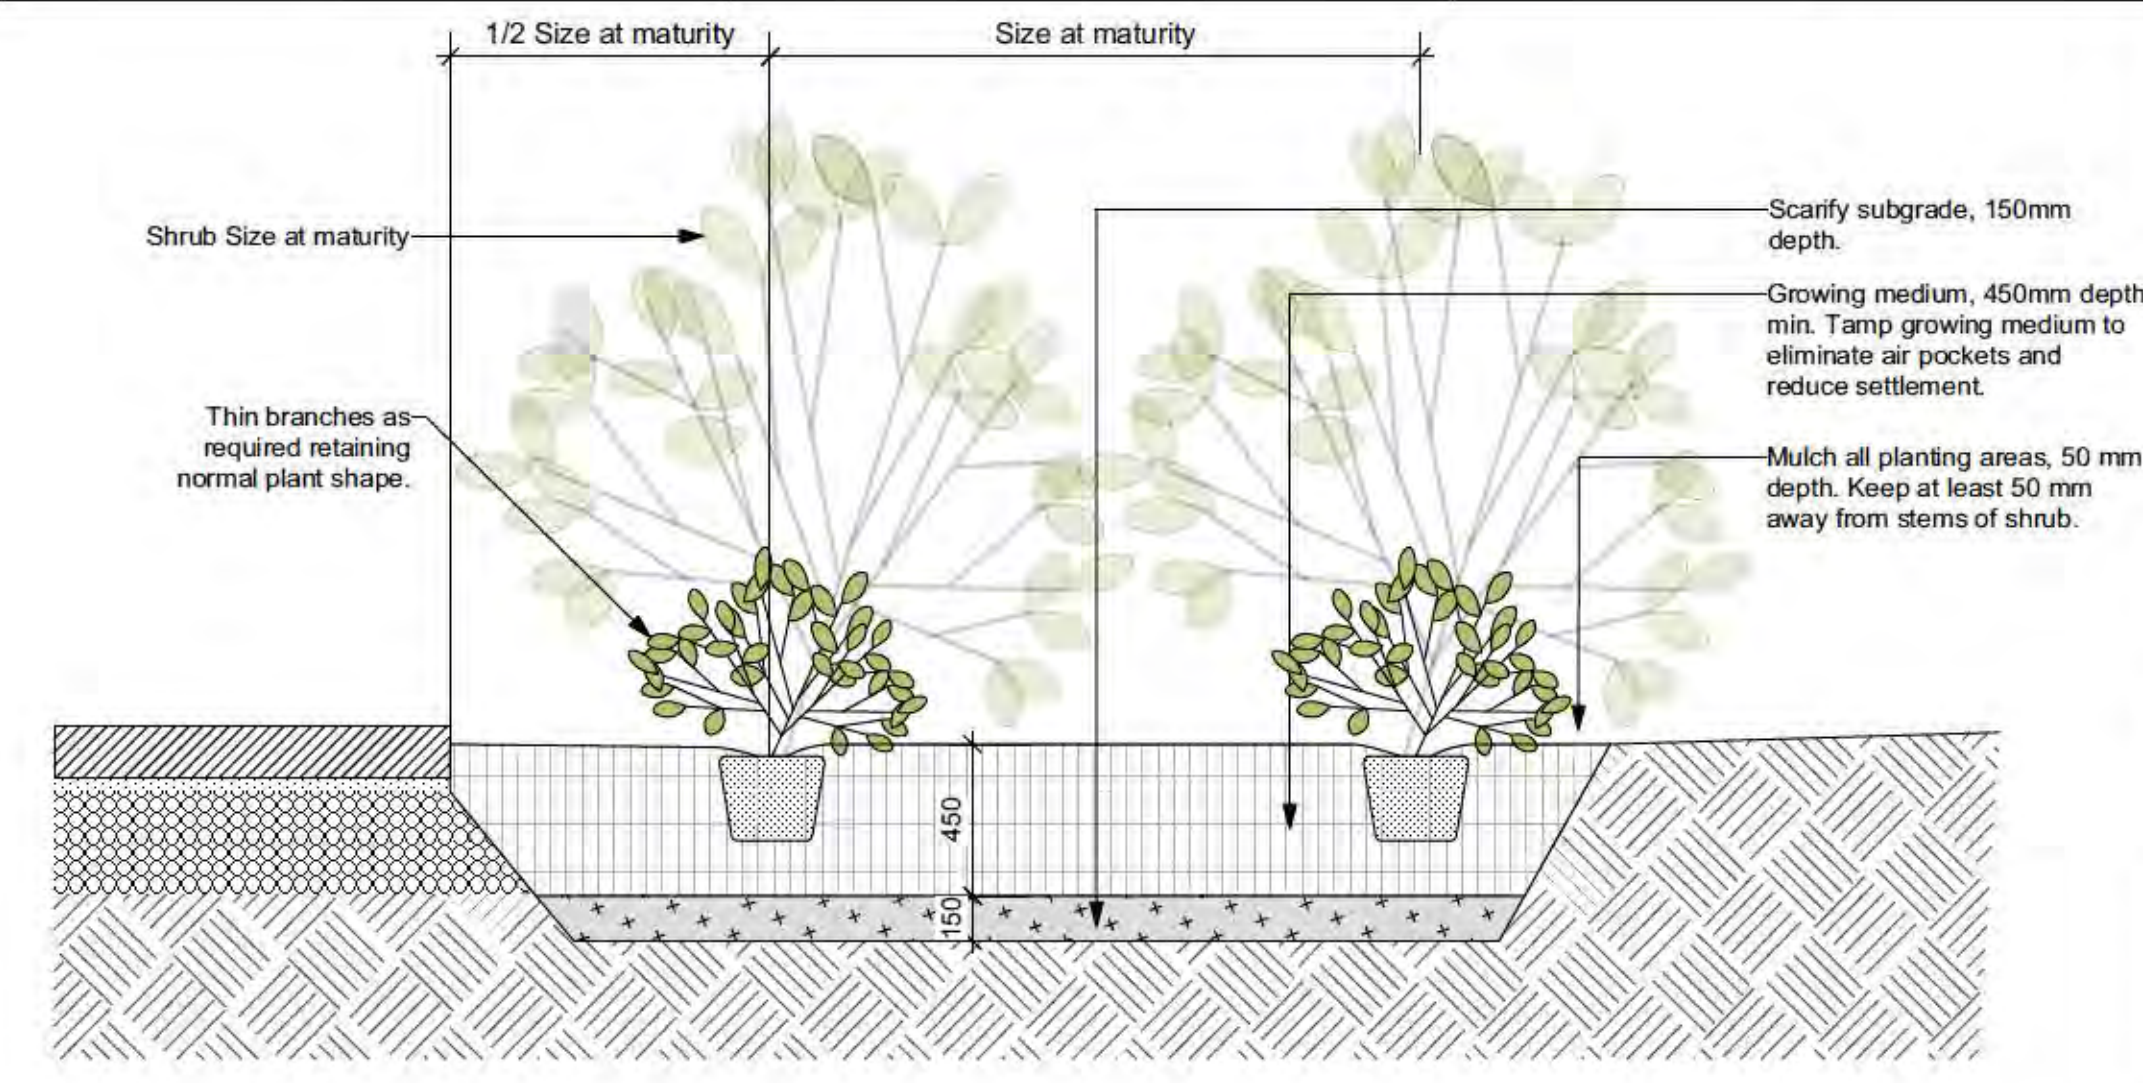 1/2 Size at maturity
Size at maturity
Shrub Size at maturity
Thin branches as
required retaining
normal plant shape.
Scarify subgrade, 150mm
depth.
Growing medium, 450mm depth
min. Tamp growing medium to
eliminate air pockets and
reduce settlement.
Mulch all planting areas, 50 mm
depth. Keep at least 50 mm
away from stems of shrub.
450
150